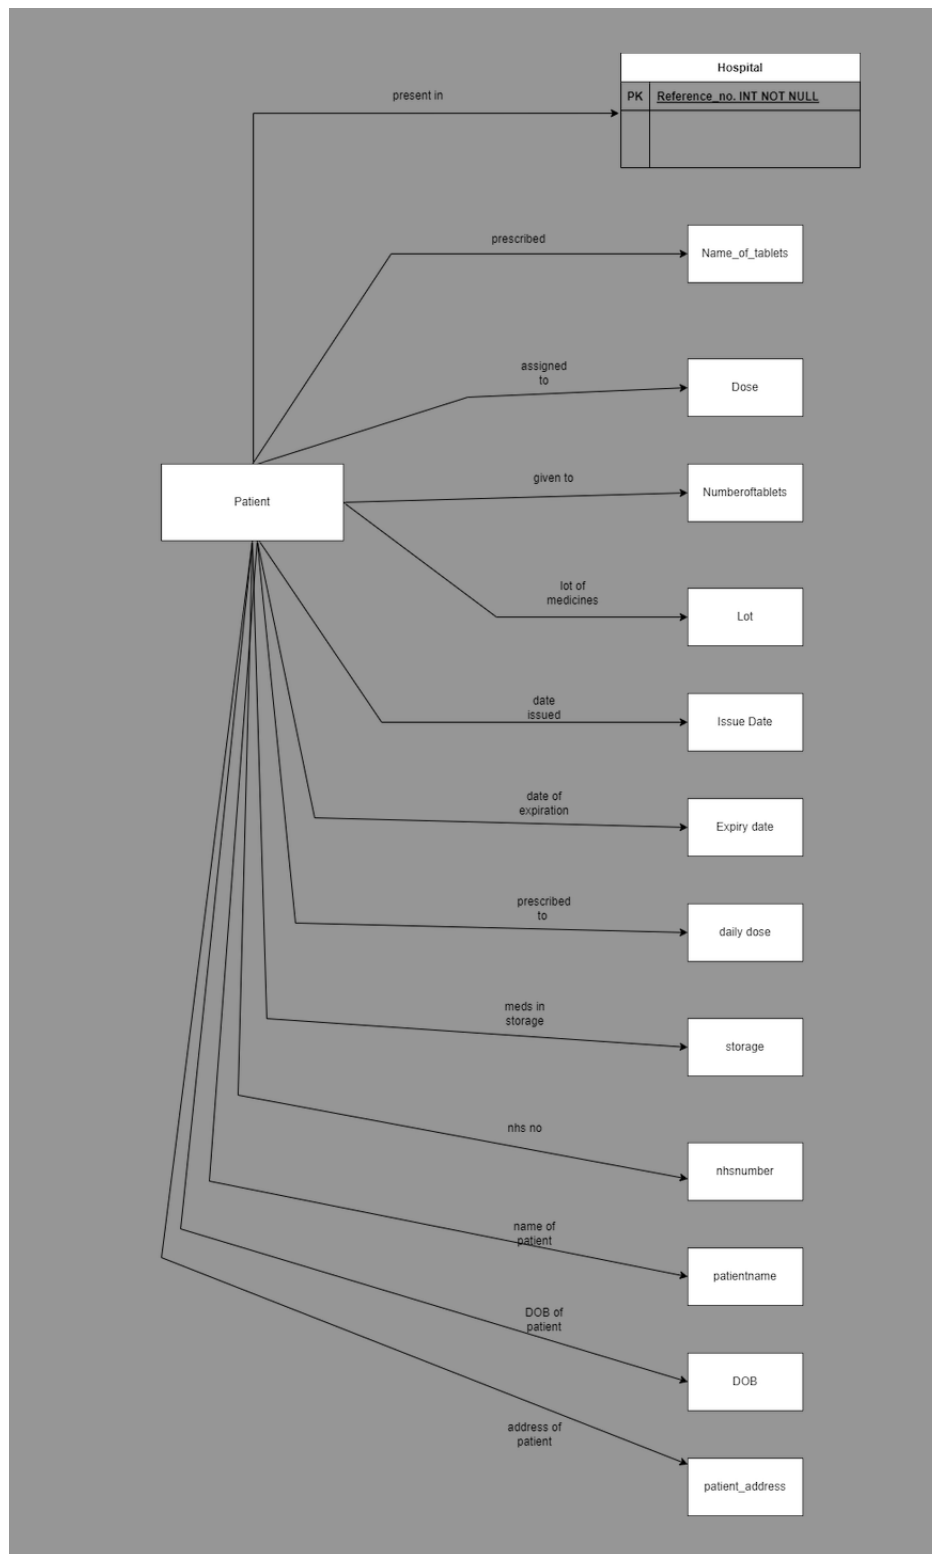 Hospital
present in
PK Reference_no. INT NOT NULL
prescribed
Name_of_tablets
assigned
to
Dose
given to
Numberoftablets
Patient
lot of
medicines
Lot
date
issued
Issue Date
date of
expiration
Expiry date
prescribed
to
daily dose
meds in
storage
storage
nhs no
nhsnumber
name of
patient
patientname
DOB of
patient
DOB
address of
patient
patient_address